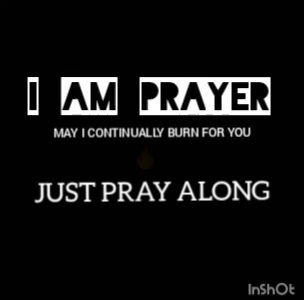 I AM PRAYER
MAY I CONTINUALLY BURN FOR YOU
JUST PRAY ALONG
InShOt